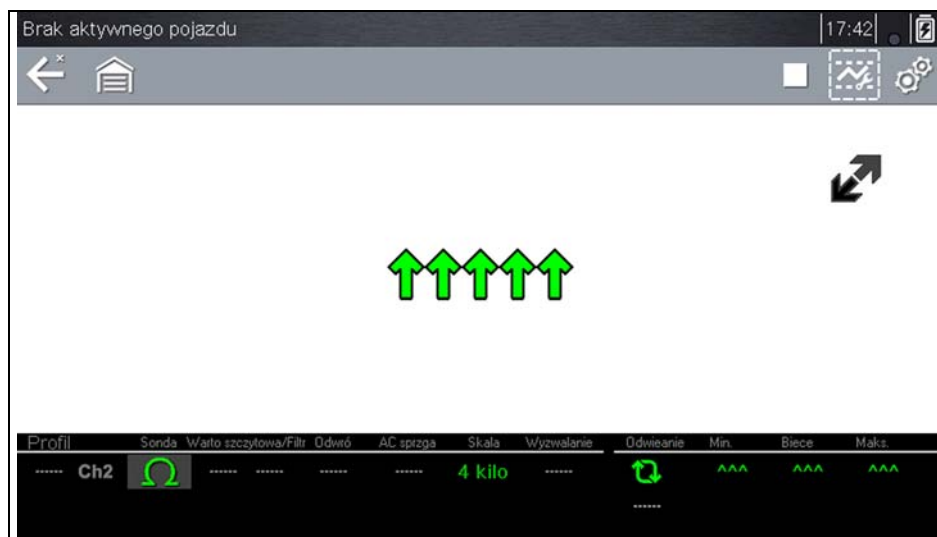 Brak aktywnego pojazdu 17:42
Profil Sonda Warto szczytowa/Filtr Odwró AC sprzga Skala Wyzwalanie Odwieanie Min. Biece Maks.
------ Ch2 Ω ------ ------ ------ ------ 4 kilo ------ ^^^ ^^^ ^^^
------